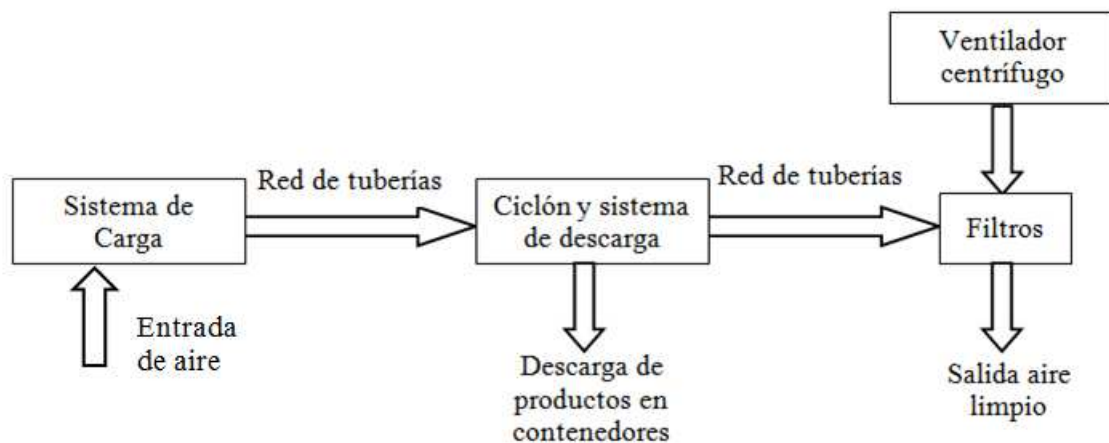 Ventilador
centrífugo
Red de tuberías
Red de tuberías
Sistema de
Carga
Ciclón y sistema
de descarga
Filtros
Entrada
de aire
Descarga de
productos en
contenedores
Salida aire
limpio